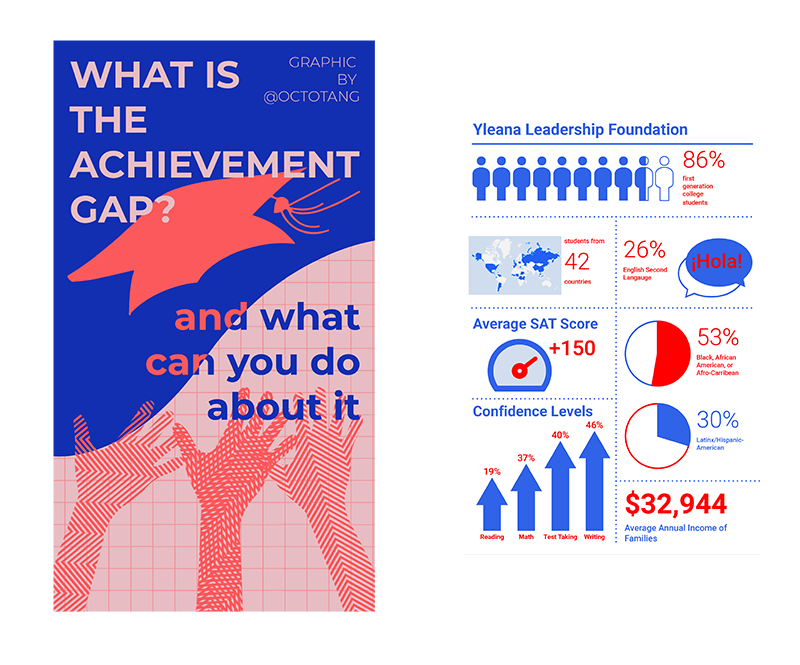 WHAT IS
THE
ACHIEVEMENT
GAP?
GRAPHIC
BY
@OCTOTANG
and what
can you do
about it
Yleana Leadership Foundation
86%
first
generation
college
students
students from
42
countries
26%
English Second
Langauge
¡Hola!
Average SAT Score
+150
53%
Black, African
American, or
Afro-Carribean
Confidence Levels
19%
37%
40%
46%
Reading
Math
Test Taking
Writing
30%
Latinx/Hispanic-
American
$32,944
Average Annual Income of
Families